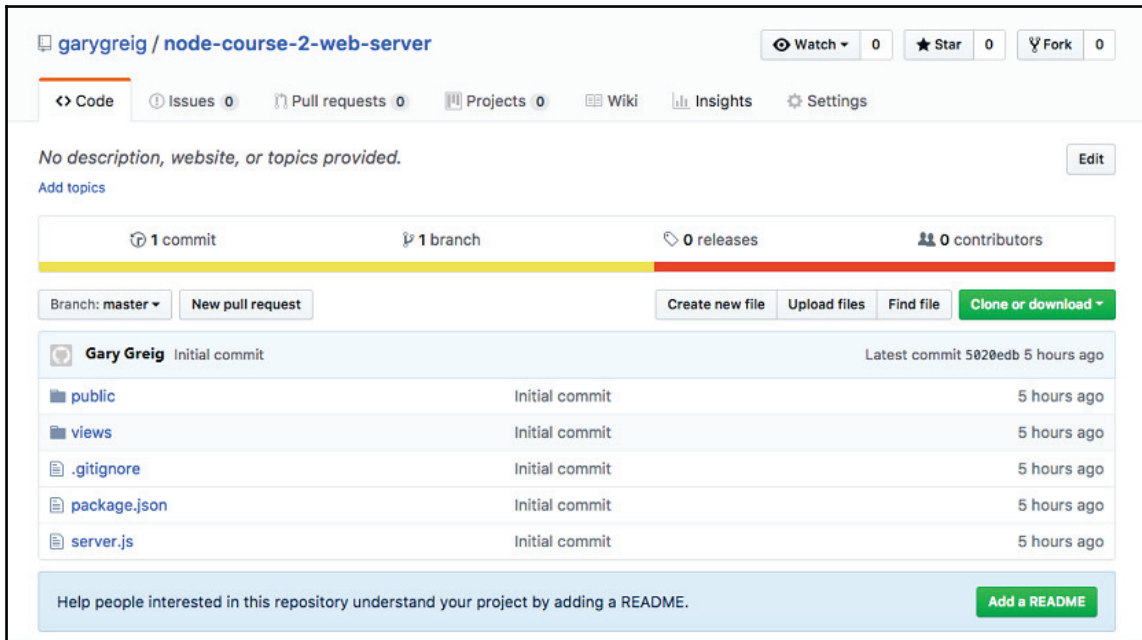 garygreig / node-course-2-web-server
Watch 0 Star 0 Fork 0
Code Issues 0 Pull requests 0 Projects 0 Wiki Insights Settings
No description, website, or topics provided. Edit
Add topics
1 commit 1 branch 0 releases 0 contributors
Branch: master New pull request Create new file Upload files Find file Clone or download
Gary Greig Initial commit Latest commit 5020edb 5 hours ago
public Initial commit 5 hours ago
views Initial commit 5 hours ago
.gitignore Initial commit 5 hours ago
package.json Initial commit 5 hours ago
server.js Initial commit 5 hours ago
Help people interested in this repository understand your project by adding a README. Add a README